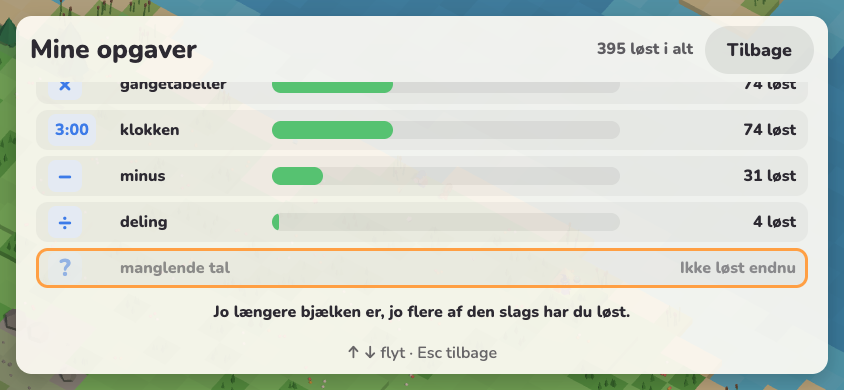 Mine opgaver 395 løst i alt Tilbage
× gangetabeller 74 løst
3:00 klokken 74 løst
− minus 31 løst
÷ deling 4 løst
? manglende tal Ikke løst endnu
Jo længere bjælken er, jo flere af den slags har du løst.
↑ ↓ flyt · Esc tilbage